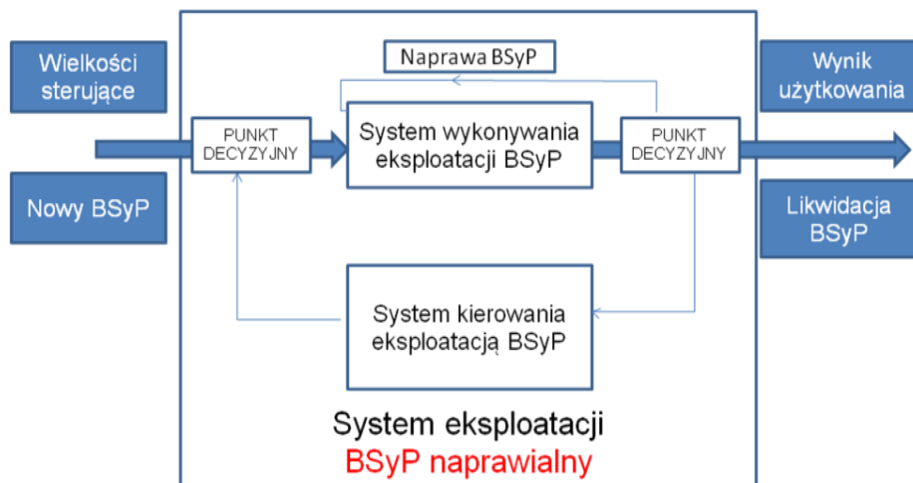 Wielkości
sterujące
Nowy BSyP
Naprawa BSyP
PUNKT
DECYZYJNY
System wykonywania
eksploatacji BSyP
PUNKT
DECYZYJNY
Wynik
użytkowania
Likwidacja
BSyP
System kierowania
eksploatacją BSyP
System eksploatacji
BSyP naprawialny